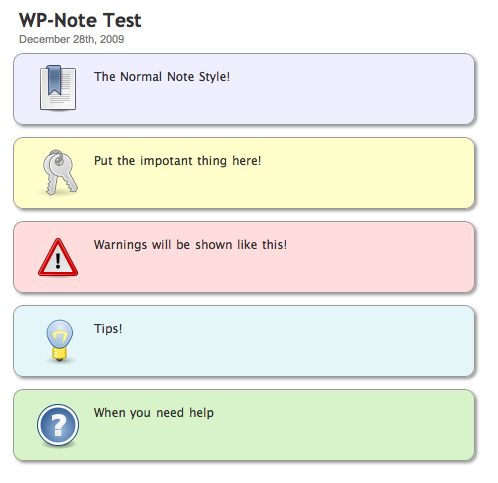 WP-Note Test
December 28th, 2009
The Normal Note Style!
Put the impotant thing here!
!
Warnings will be shown like this!
Tips!
?
When you need help